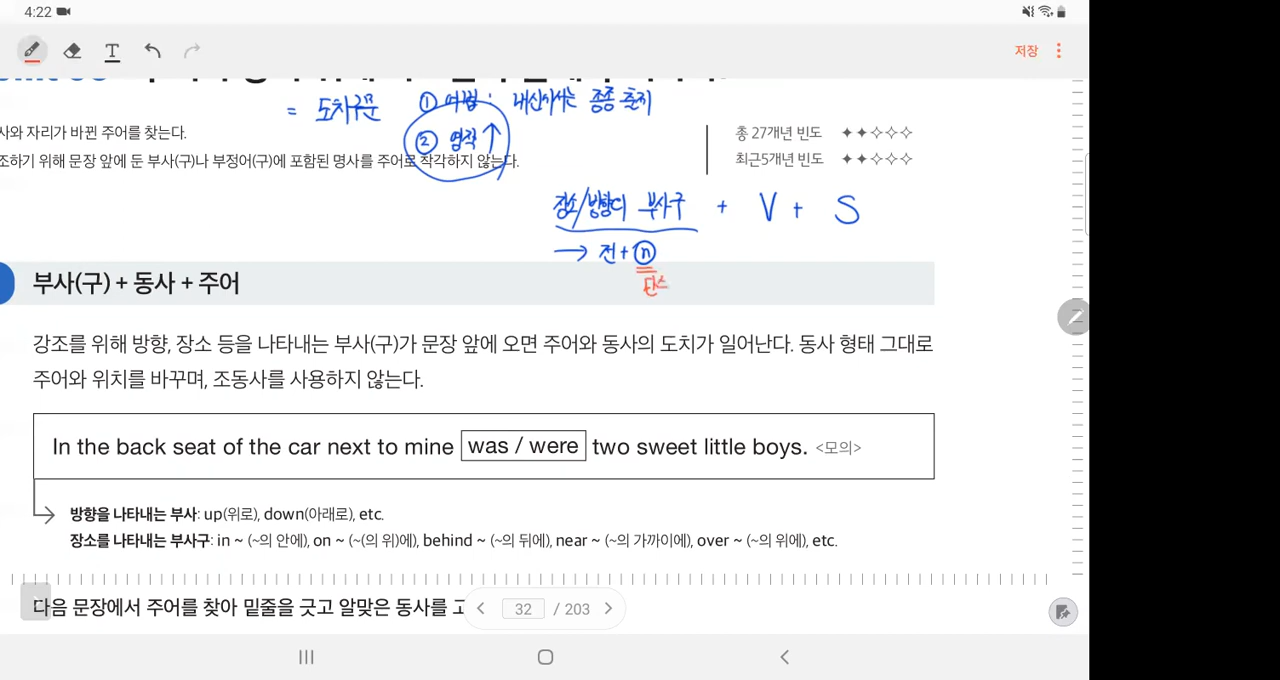 4:22
저장
= 도치구문 ① 어법 : 내신에서는 종종 출제
② 영작↑
사와 자리가 바뀐 주어를 찾는다.
조하기 위해 문장 앞에 둔 부사(구)나 부정어(구)에 포함된 명사를 주어로 착각하지 않는다.
총 27개년 빈도 ✦✦✧✧✧
최근5개년 빈도 ✦✦✧✧✧
장소/방향의 부사구 + V + S
→ 전+ⓝ
단수
부사(구) + 동사 + 주어
강조를 위해 방향, 장소 등을 나타내는 부사(구)가 문장 앞에 오면 주어와 동사의 도치가 일어난다. 동사 형태 그대로
주어와 위치를 바꾸며, 조동사를 사용하지 않는다.
In the back seat of the car next to mine was / were two sweet little boys. <모의>
방향을 나타내는 부사: up(위로), down(아래로), etc.
장소를 나타내는 부사구: in ~ (~의 안에), on ~ (~(의 위)에), behind ~ (~의 뒤에), near ~ (~의 가까이에), over ~ (~의 위에), etc.
다음 문장에서 주어를 찾아 밑줄을 긋고 알맞은 동사를 고
32 / 203